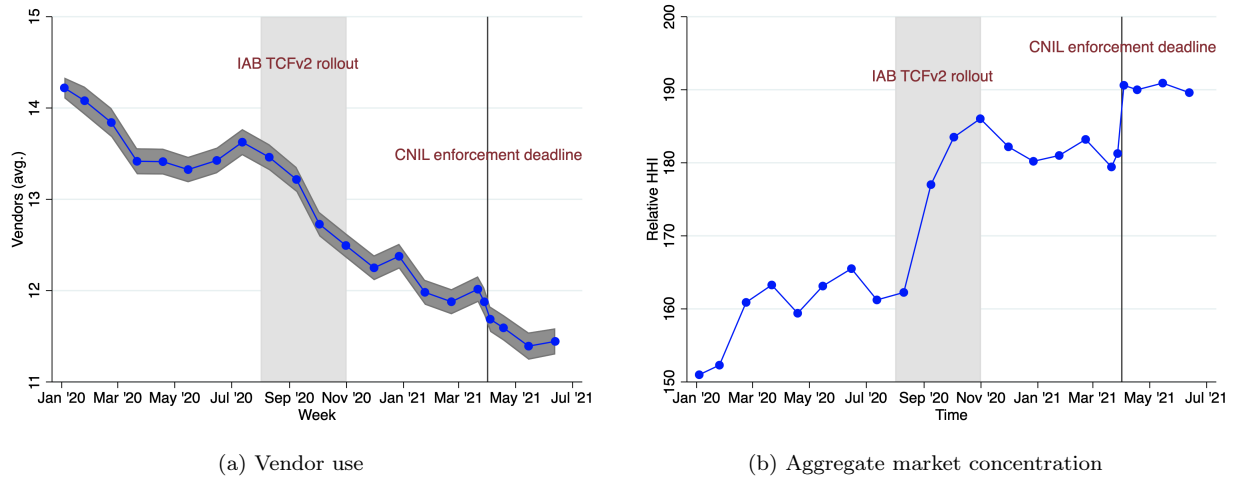 15
14
13
12
11
Vendors (avg.)
IAB TCFv2 rollout
CNIL enforcement deadline
Jan '20 Mar '20 May '20 Jul '20 Sep '20 Nov '20 Jan '21 Mar '21 May '21 Jul '21
Week
(a) Vendor use
200
190
180
170
160
150
Relative HHI
CNIL enforcement deadline
IAB TCFv2 rollout
Jan '20 Mar '20 May '20 Jul '20 Sep '20 Nov '20 Jan '21 Mar '21 May '21 Jul '21
Time
(b) Aggregate market concentration